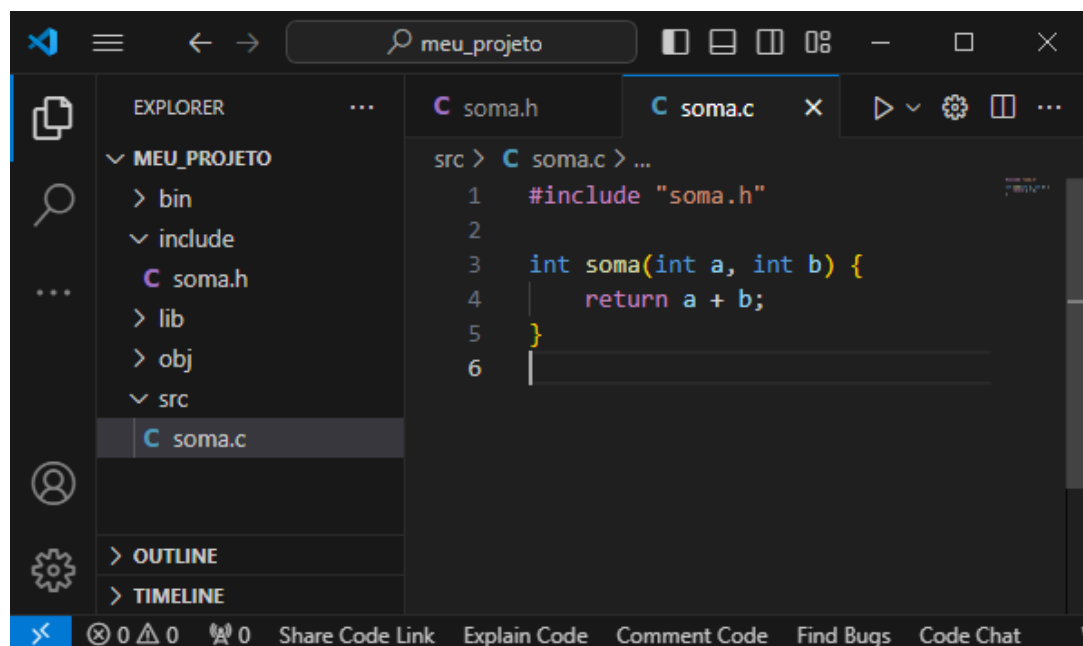 meu_projeto
EXPLORER
MEU_PROJETO
bin
include
C soma.h
lib
obj
src
C soma.c
OUTLINE
TIMELINE
C soma.h
C soma.c
src > C soma.c > ...
1 #include "soma.h"
2
3 int soma(int a, int b) {
4     return a + b;
5 }
6
0 0 0 Share Code Link Explain Code Comment Code Find Bugs Code Chat